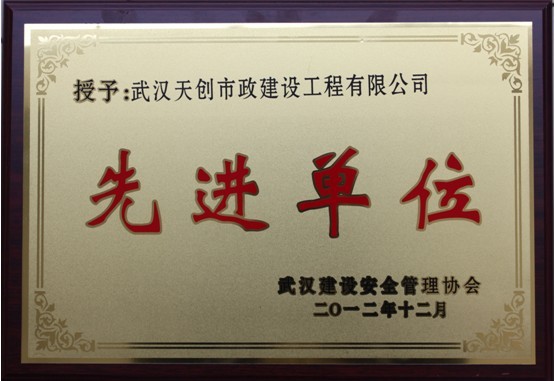 授予:武汉天创市政建设工程有限公司
先进单位
武汉建设安全管理协会
二O一二年十二月